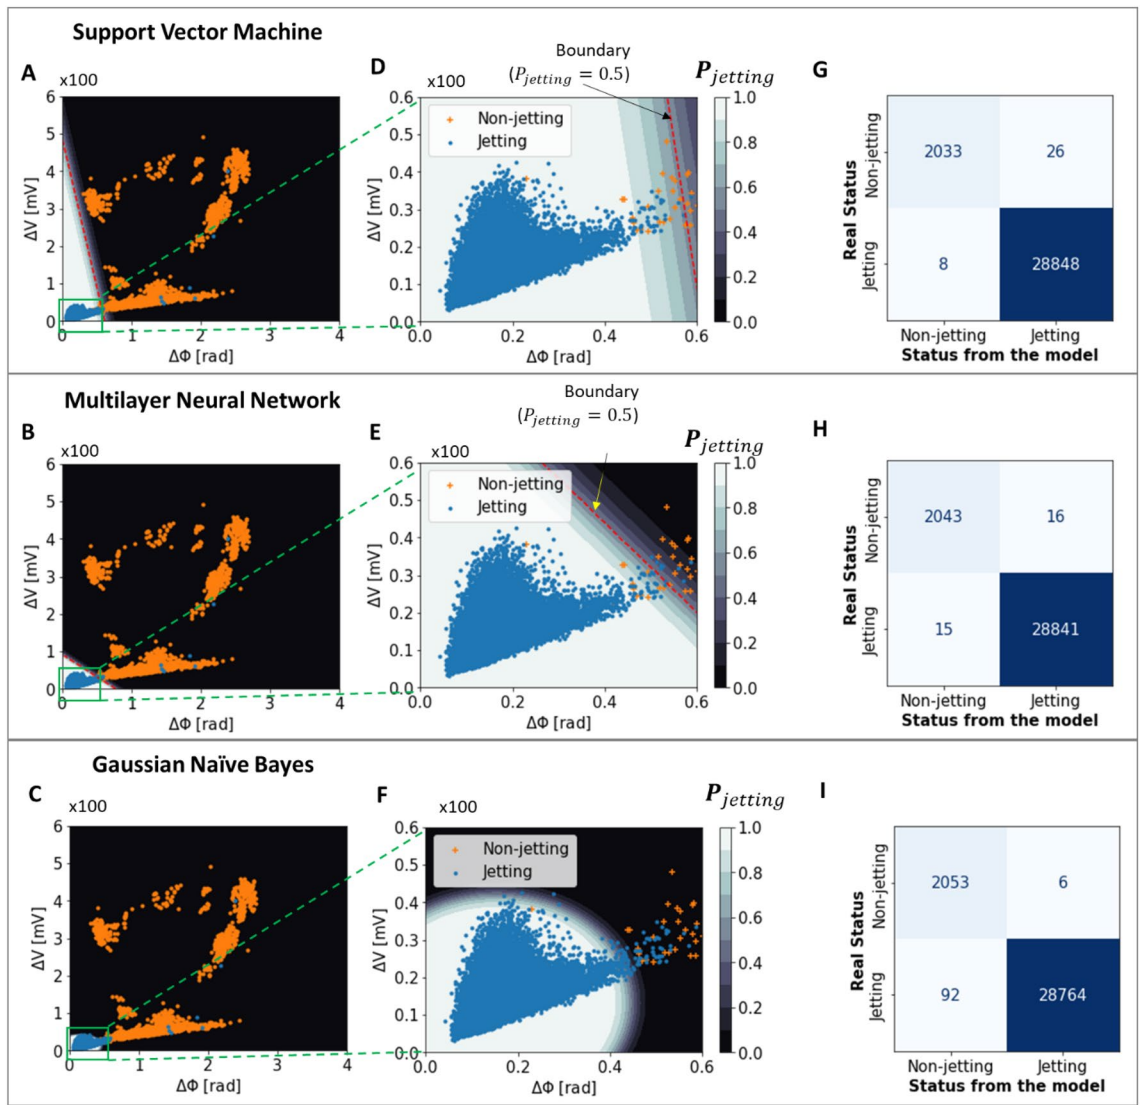 Support Vector Machine
A
x100
6
5
4
3
2
1
0
ΔV [mV]
0 1 2 3 4
ΔΦ [rad]
D
x100
Boundary
(P_jetting = 0.5)
P_jetting
0.6
0.5
0.4
0.3
0.2
0.1
0.0
ΔV [mV]
Non-jetting
Jetting
0.0 0.2 0.4 0.6
ΔΦ [rad]
1.0
0.8
0.6
0.4
0.2
0.0
G
Real Status
Non-jetting
Jetting
2033 26
8 28848
Non-jetting Jetting
Status from the model
Multilayer Neural Network
B
x100
6
5
4
3
2
1
0
ΔV [mV]
0 1 2 3 4
ΔΦ [rad]
E
x100
Boundary
(P_jetting = 0.5)
P_jetting
0.6
0.5
0.4
0.3
0.2
0.1
0.0
ΔV [mV]
Non-jetting
Jetting
0.0 0.2 0.4 0.6
ΔΦ [rad]
1.0
0.8
0.6
0.4
0.2
0.0
H
Real Status
Non-jetting
Jetting
2043 16
15 28841
Non-jetting Jetting
Status from the model
Gaussian Naïve Bayes
C
x100
6
5
4
3
2
1
0
ΔV [mV]
0 1 2 3 4
ΔΦ [rad]
F
x100
P_jetting
0.6
0.5
0.4
0.3
0.2
0.1
0.0
ΔV [mV]
Non-jetting
Jetting
0.0 0.2 0.4 0.6
ΔΦ [rad]
1.0
0.8
0.6
0.4
0.2
0.0
I
Real Status
Non-jetting
Jetting
2053 6
92 28764
Non-jetting Jetting
Status from the model